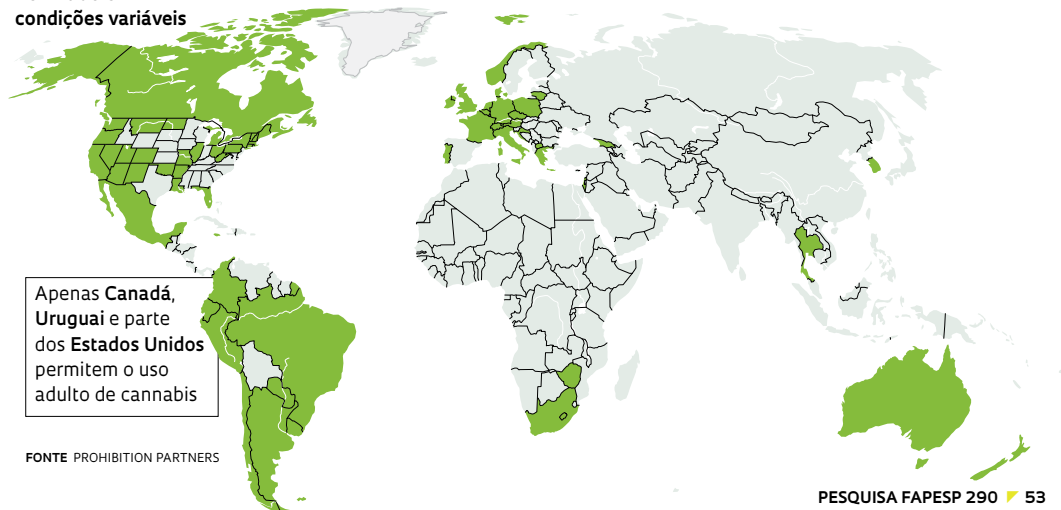 condições variáveis
Apenas Canadá,
Uruguai e parte
dos Estados Unidos
permitem o uso
adulto de cannabis
FONTE PROHIBITION PARTNERS
PESQUISA FAPESP 290 53